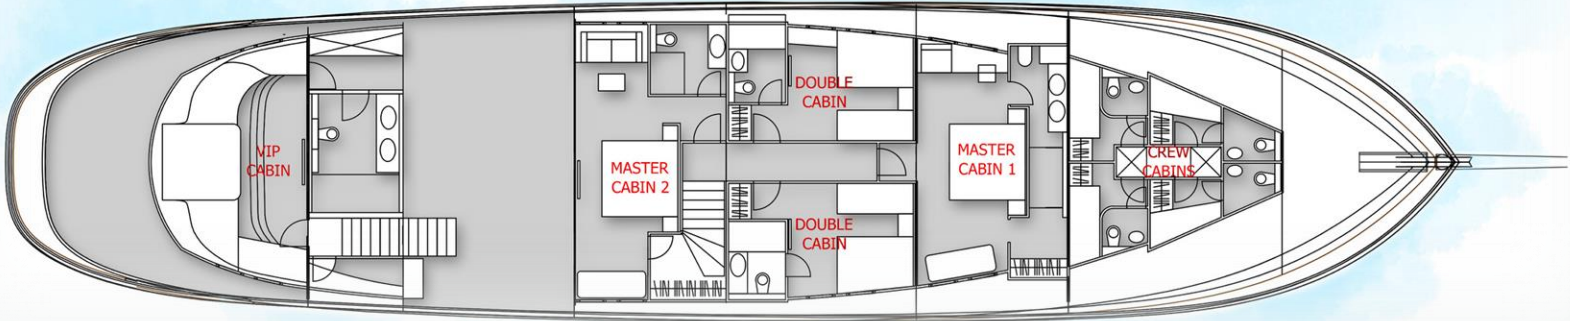 VIP
CABIN
MASTER
CABIN 2
DOUBLE
CABIN
DOUBLE
CABIN
MASTER
CABIN 1
CREW
CABINS